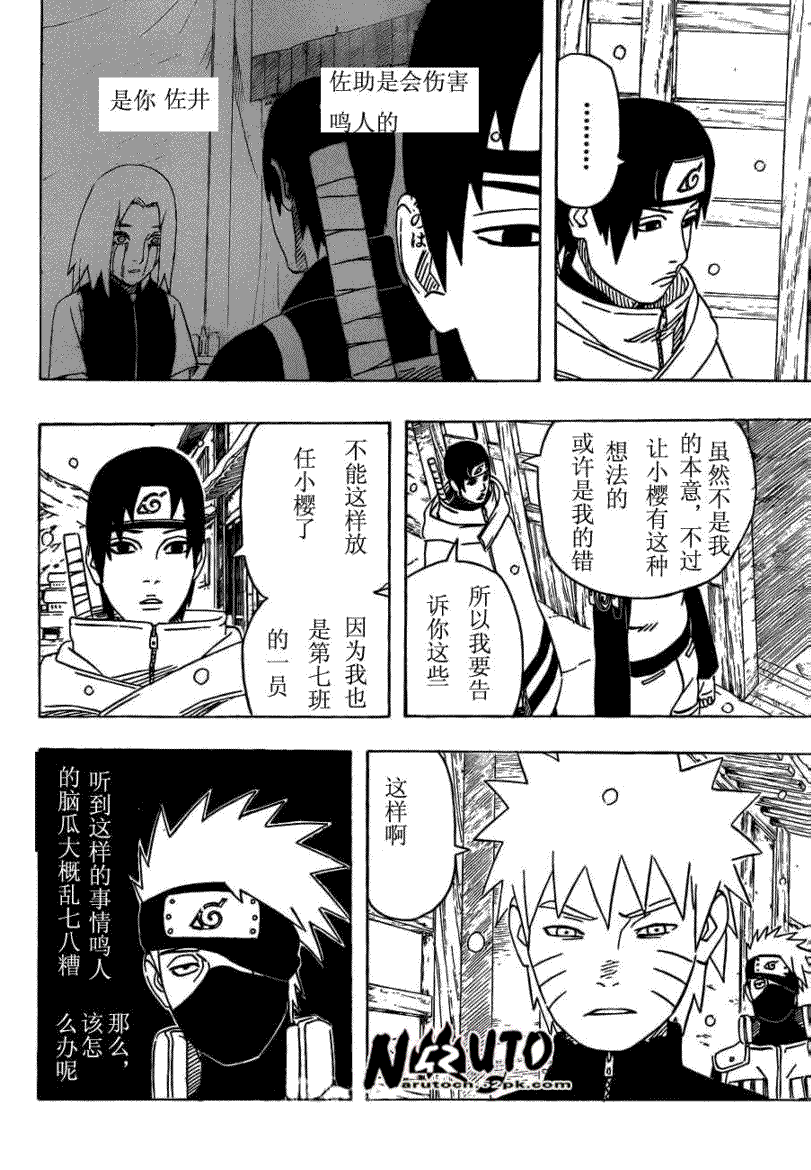 ………
佐助是会伤害
鸣人的
是你 佐井
のは
虽然不是我
的本意，不过
让小樱有这种
想法的
或许是我的错
所以我要告
诉你这些
不能这样放
任小樱了
因为我也
是第七班
的一员
这样啊
听到这样的事情鸣人
的脑瓜大概乱七八糟
那么，
该怎
么办呢
NARUTO
Narutocn.52pk.com